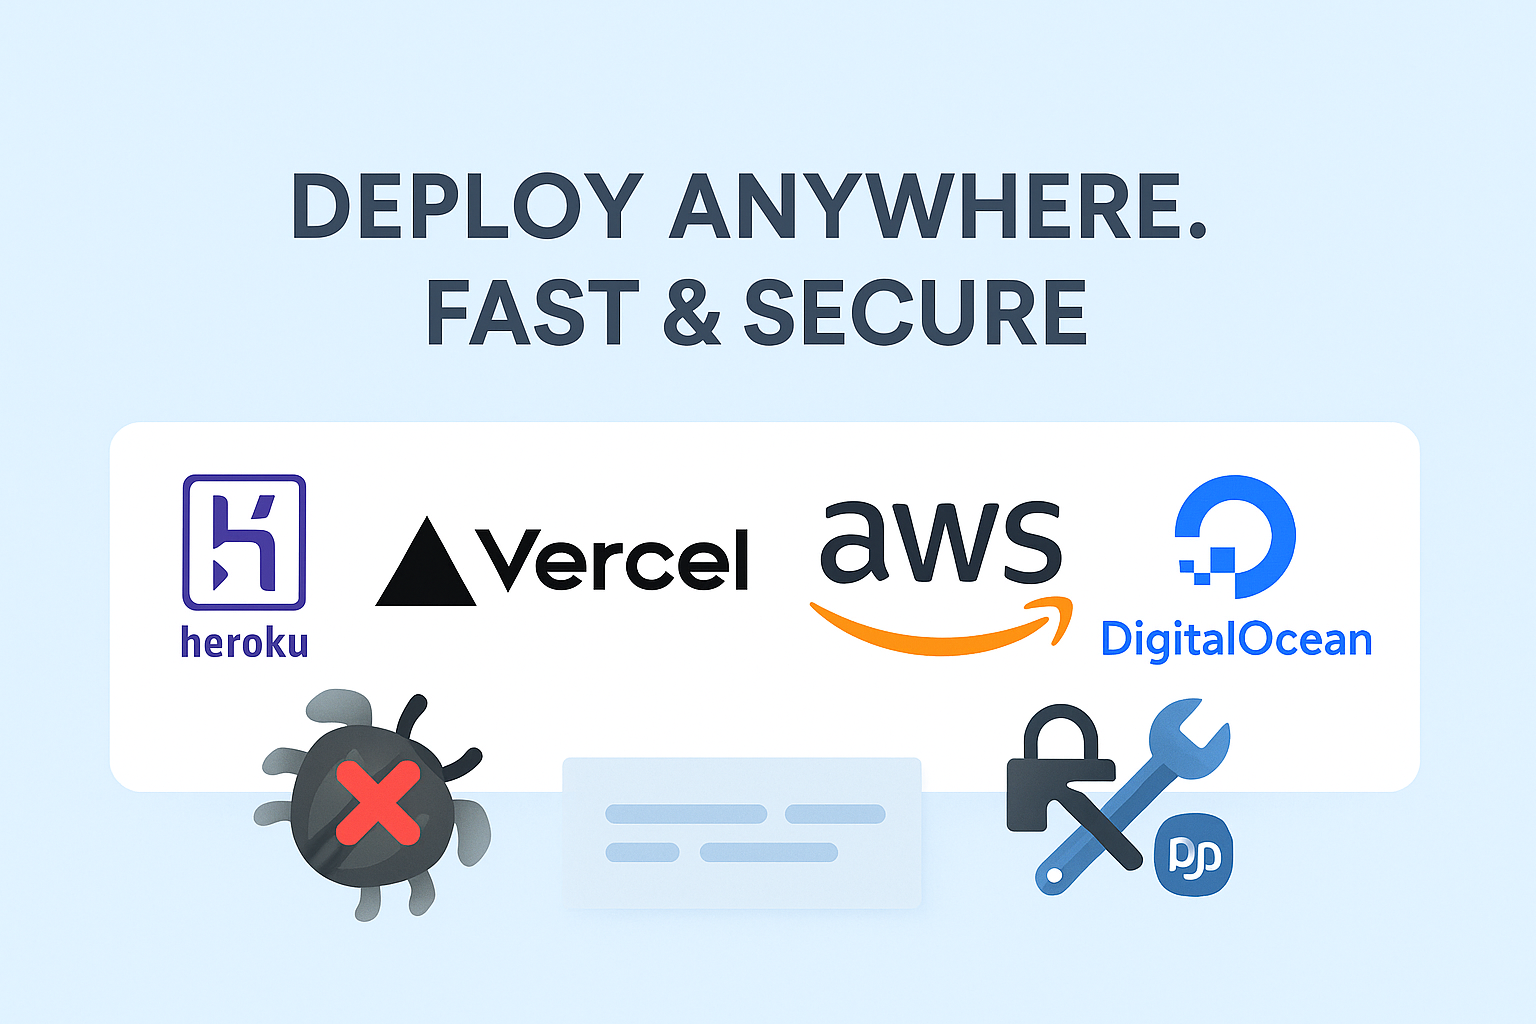 DEPLOY ANYWHERE.
FAST & SECURE
heroku
Vercel
aws
DigitalOcean